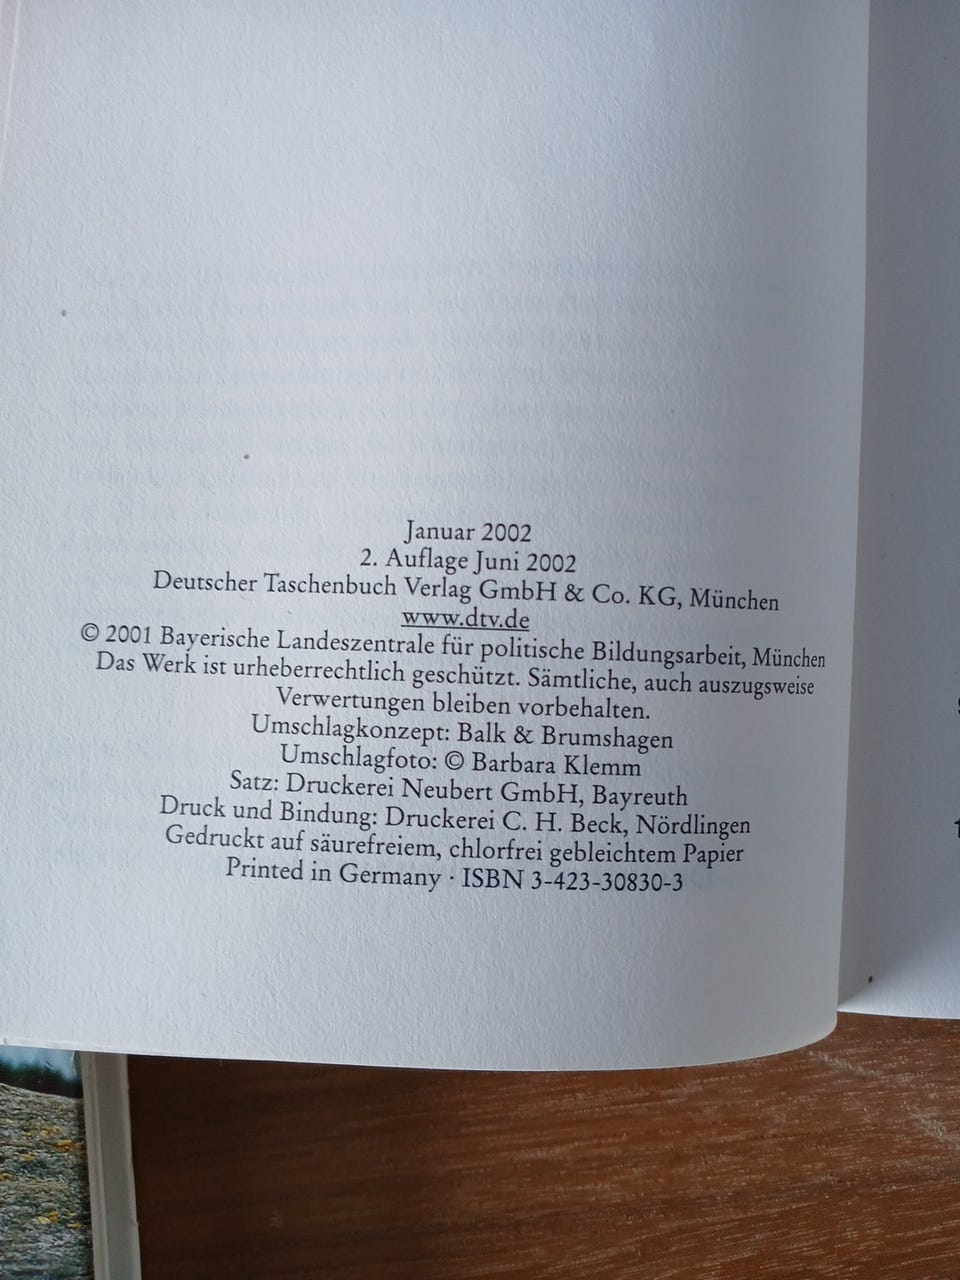 Januar 2002
2. Auflage Juni 2002
Deutscher Taschenbuch Verlag GmbH & Co. KG, München
www.dtv.de
© 2001 Bayerische Landeszentrale für politische Bildungsarbeit, München
Das Werk ist urheberrechtlich geschützt. Sämtliche, auch auszugsweise
Verwertungen bleiben vorbehalten.
Umschlagkonzept: Balk & Brumshagen
Umschlagfoto: © Barbara Klemm
Satz: Druckerei Neubert GmbH, Bayreuth
Druck und Bindung: Druckerei C. H. Beck, Nördlingen
Gedruckt auf säurefreiem, chlorfrei gebleichtem Papier
Printed in Germany · ISBN 3-423-30830-3